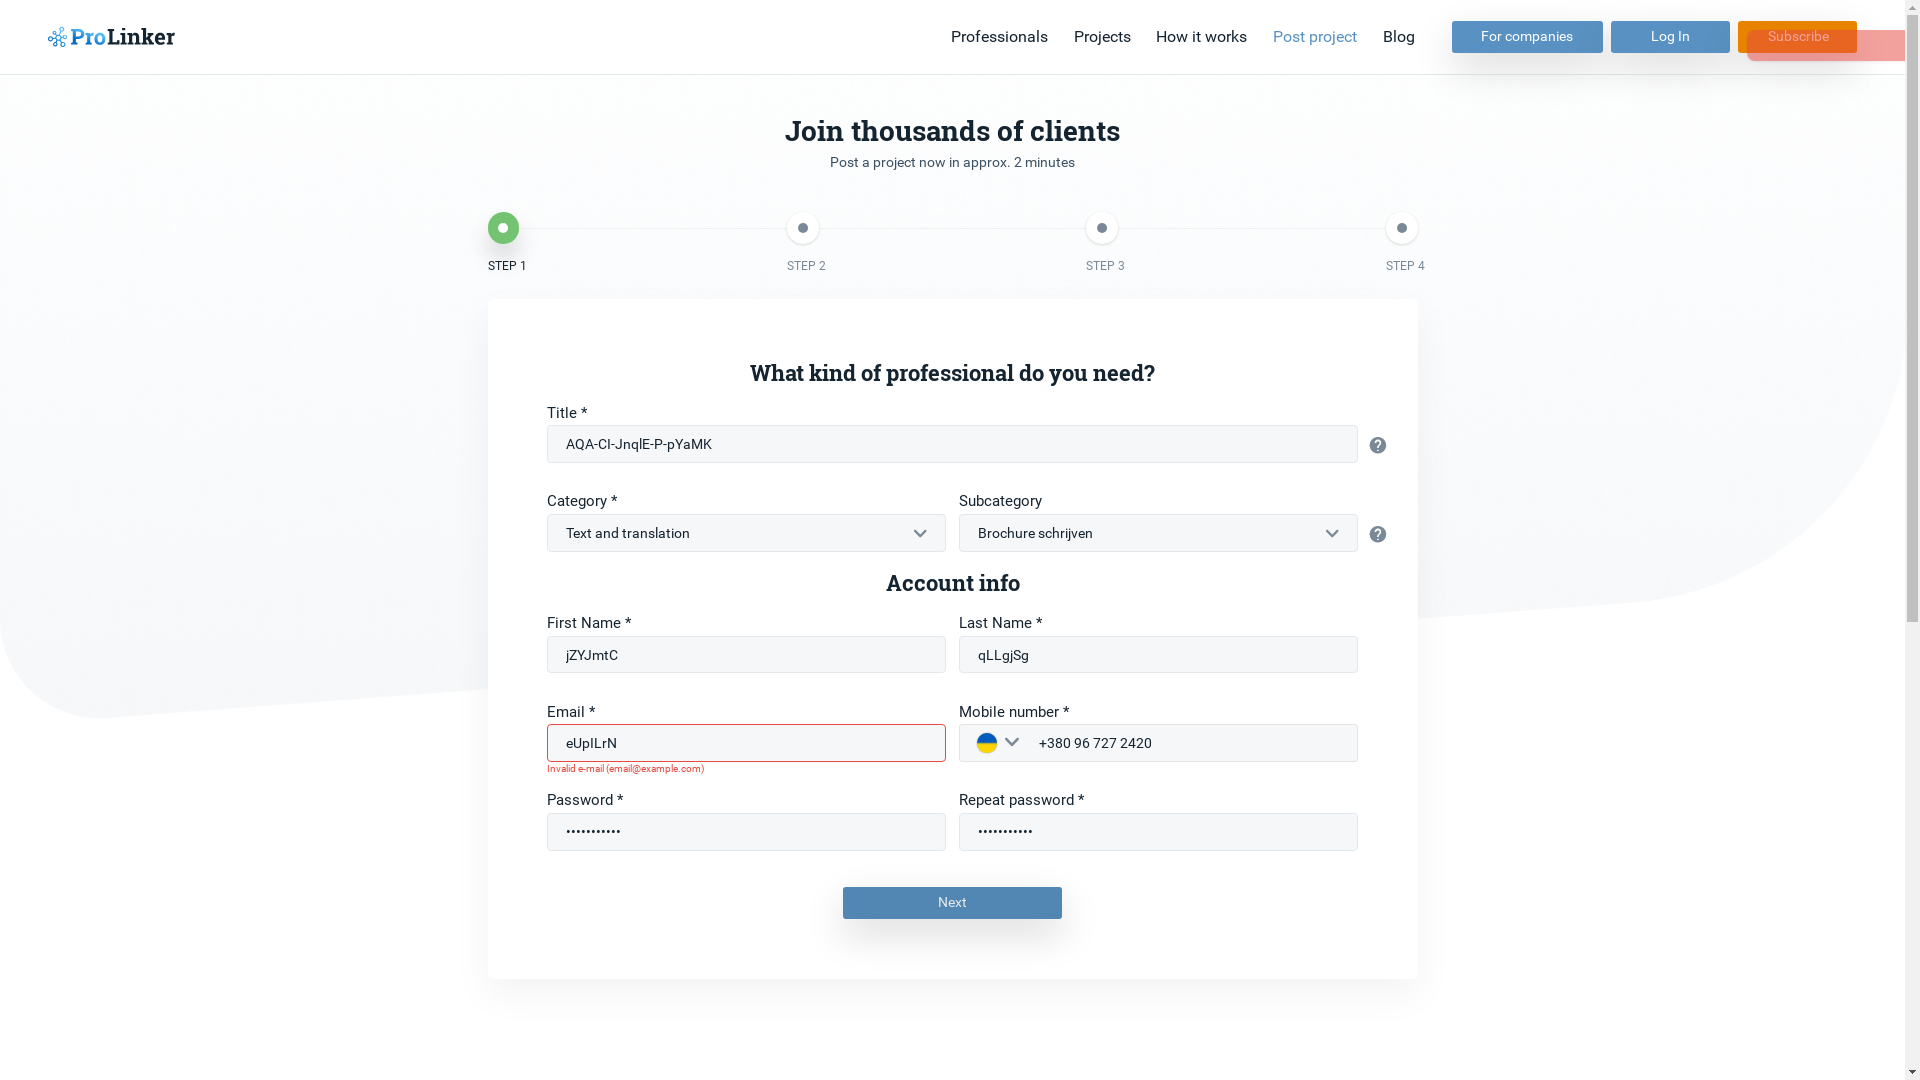 ProLinker
Professionals Projects How it works Post project Blog For companies Log In Subscribe
Join thousands of clients
Post a project now in approx. 2 minutes
STEP 1 STEP 2 STEP 3 STEP 4
What kind of professional do you need?
Title *
AQA-CI-JnqlE-P-pYaMK
Category * Subcategory
Text and translation Brochure schrijven
Account info
First Name * Last Name *
jZYJmtC qLLgjSg
Email * Mobile number *
eUpILrN +380 96 727 2420
Invalid e-mail (email@example.com)
Password * Repeat password *
••••••••••• •••••••••••
Next